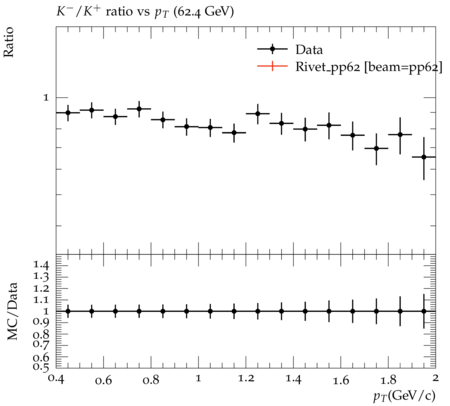 K⁻/K⁺ ratio vs p_T (62.4 GeV)
Ratio
Data
Rivet_pp62 [beam=pp62]
1
MC/Data
1.4
1.3
1.2
1.1
1
0.9
0.8
0.7
0.6
0.5
0.4 0.6 0.8 1 1.2 1.4 1.6 1.8 2
p_T(GeV/c)